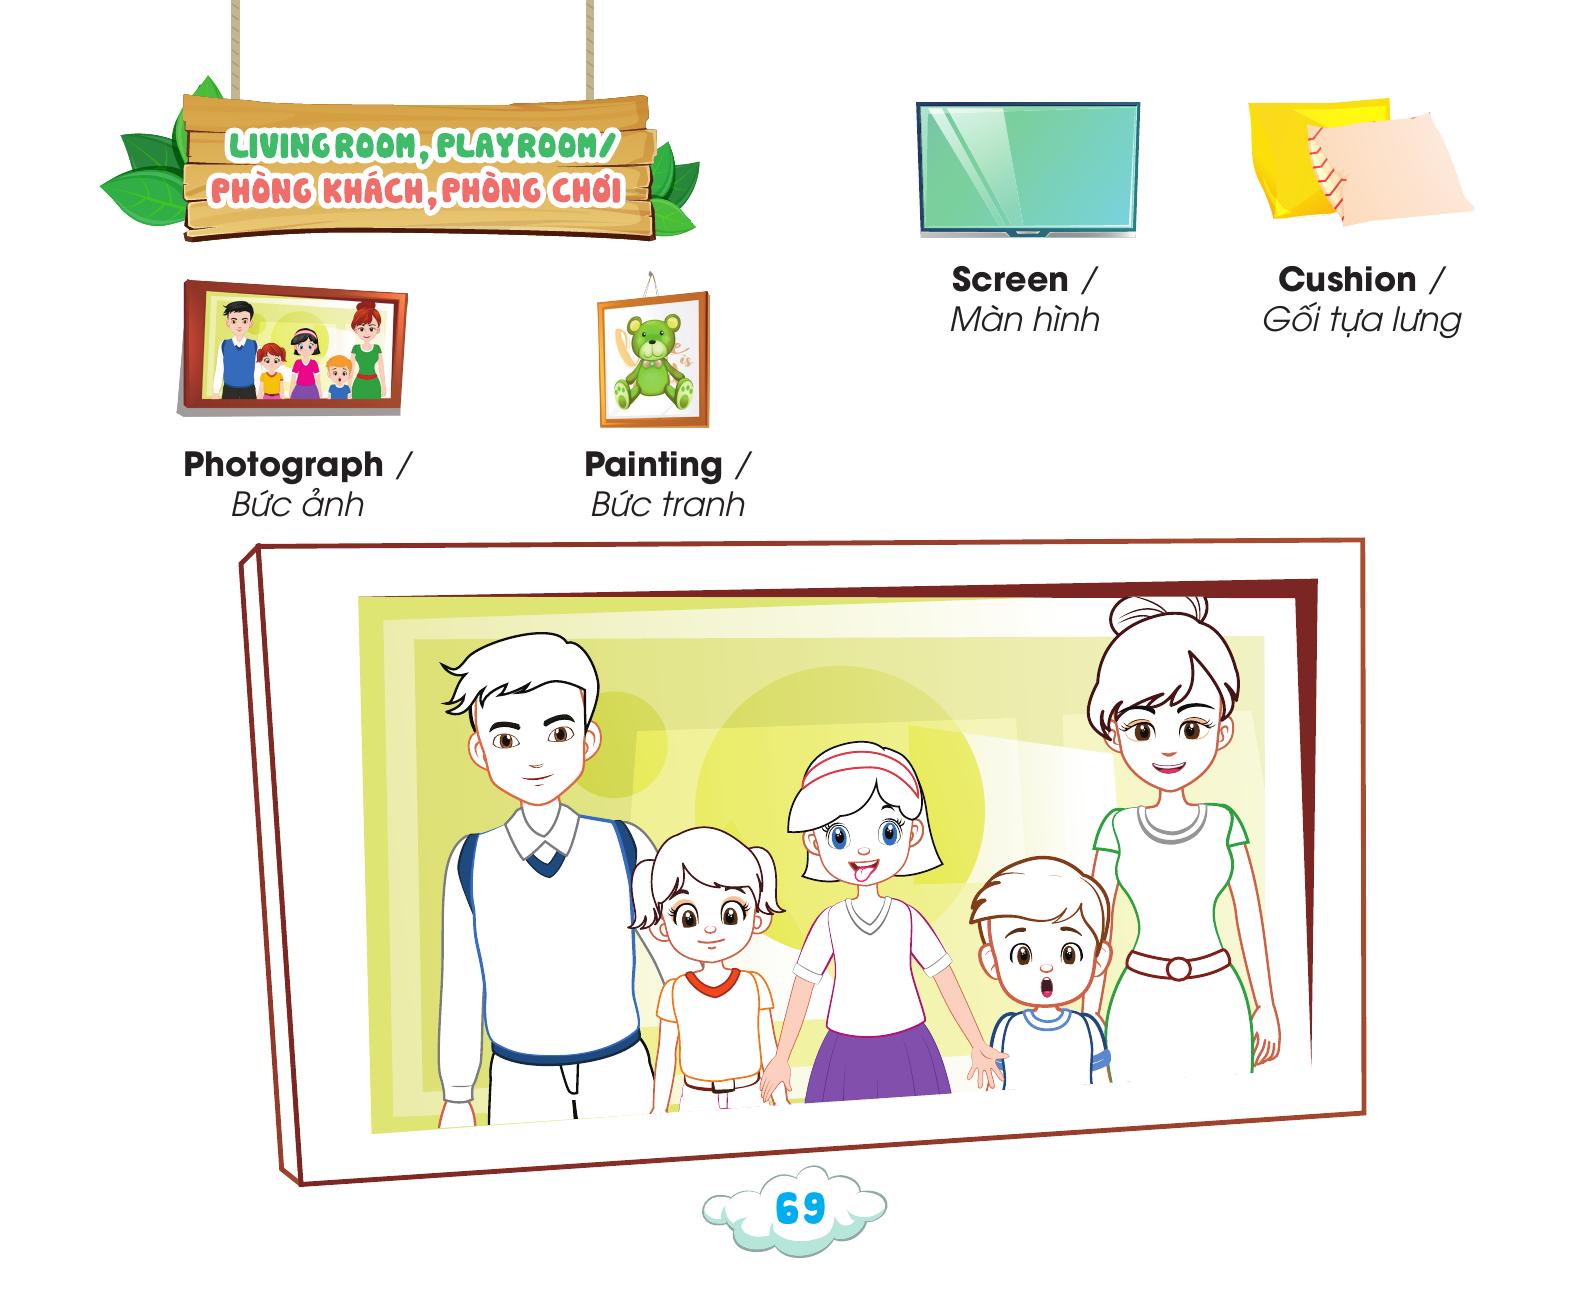 LIVING ROOM, PLAYROOM/
PHÒNG KHÁCH, PHÒNG CHƠI
Screen /
Màn hình
Cushion /
Gối tựa lưng
Photograph /
Bức ảnh
Painting /
Bức tranh
69